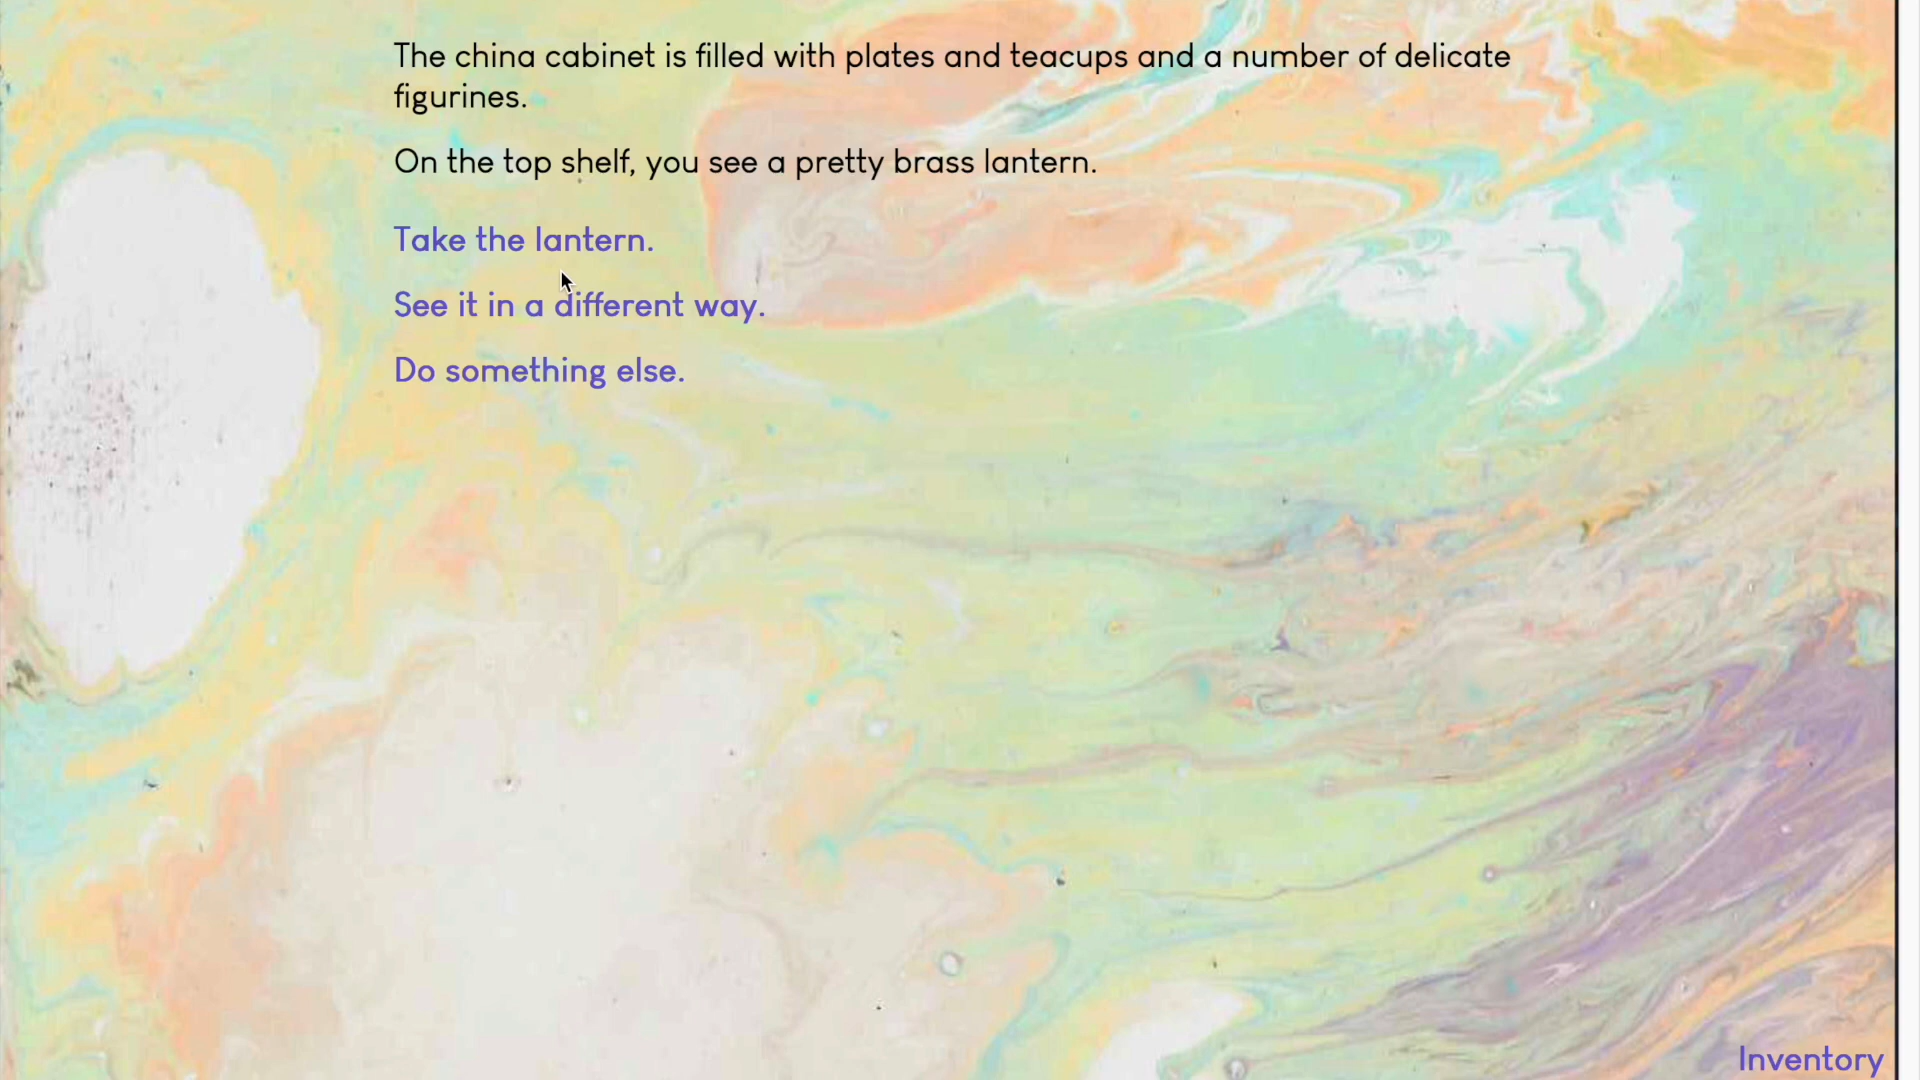 The china cabinet is filled with plates and teacups and a number of delicate
figurines.
On the top shelf, you see a pretty brass lantern.
Take the lantern.
See it in a different way.
Do something else.
Inventory